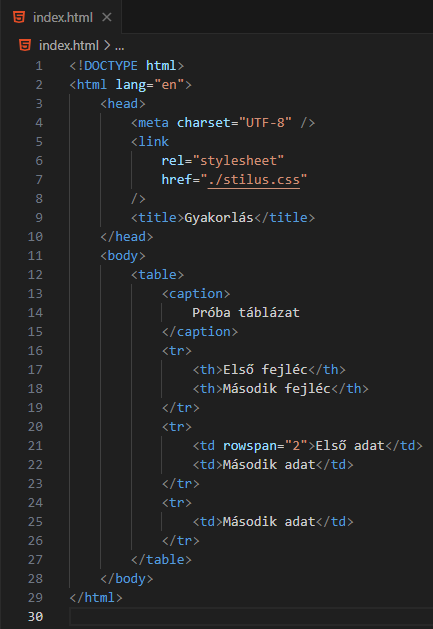 index.html ×
index.html > ...
1 <!DOCTYPE html>
2 <html lang="en">
3     <head>
4         <meta charset="UTF-8" />
5         <link
6             rel="stylesheet"
7             href="./stilus.css"
8         />
9         <title>Gyakorlás</title>
10     </head>
11     <body>
12         <table>
13             <caption>
14                 Próba táblázat
15             </caption>
16             <tr>
17                 <th>Első fejléc</th>
18                 <th>Második fejléc</th>
19             </tr>
20             <tr>
21                 <td rowspan="2">Első adat</td>
22                 <td>Második adat</td>
23             </tr>
24             <tr>
25                 <td>Második adat</td>
26             </tr>
27         </table>
28     </body>
29 </html>
30